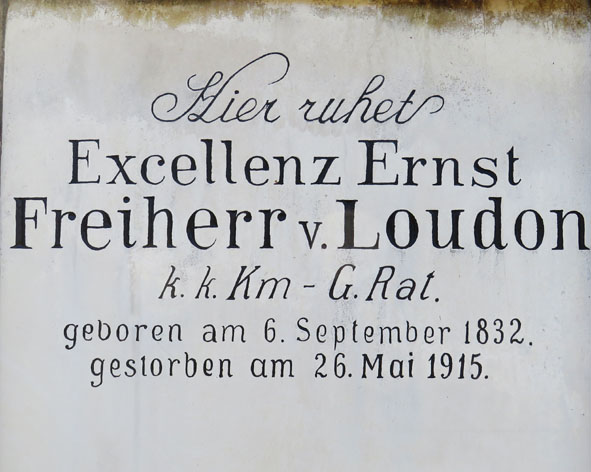 Hier ruhet
Excellenz Ernst
Freiherr v. Loudon
k. k. Km - G. Rat.
geboren am 6. September 1832.
gestorben am 26. Mai 1915.